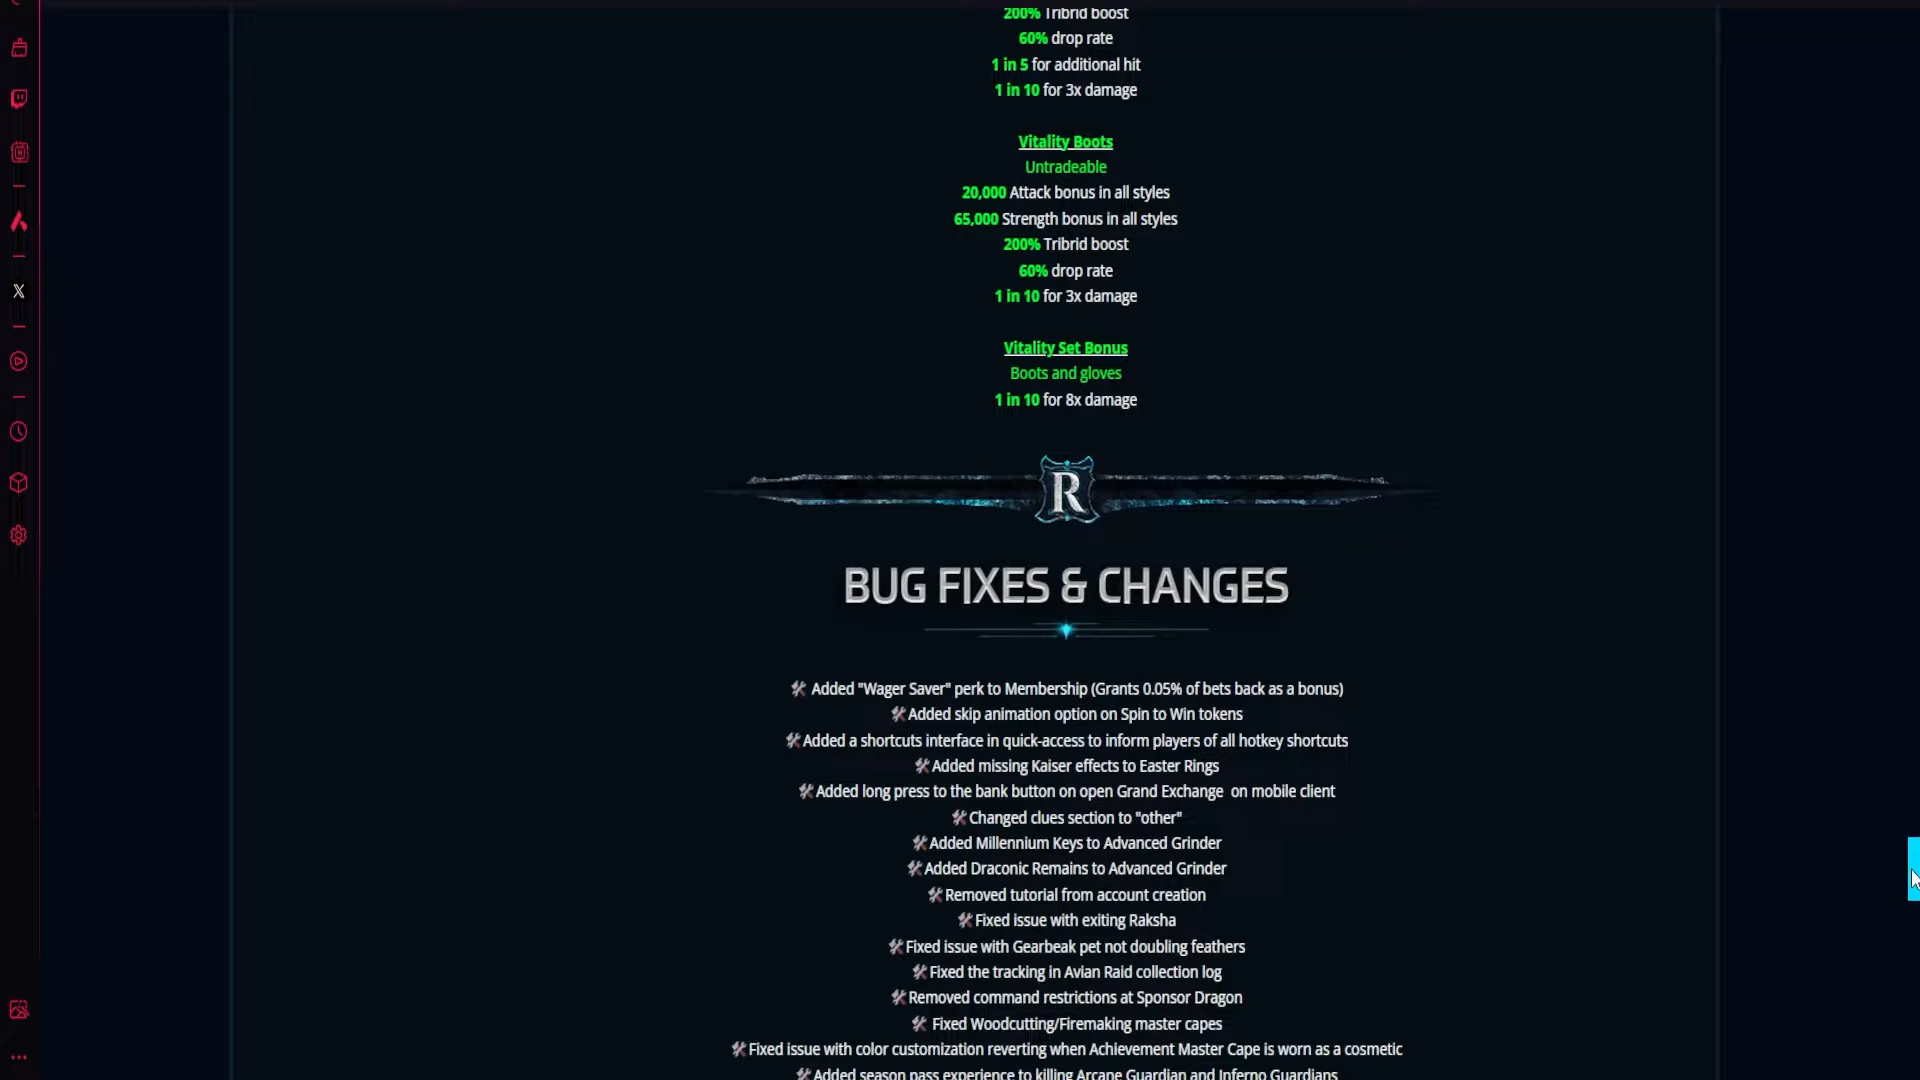 200% Tribrid boost
60% drop rate
1 in 5 for additional hit
1 in 10 for 3x damage
Vitality Boots
Untradeable
20,000 Attack bonus in all styles
65,000 Strength bonus in all styles
200% Tribrid boost
60% drop rate
1 in 10 for 3x damage
Vitality Set Bonus
Boots and gloves
1 in 10 for 8x damage
R
BUG FIXES & CHANGES
Added "Wager Saver" perk to Membership (Grants 0.05% of bets back as a bonus)
Added skip animation option on Spin to Win tokens
Added a shortcuts interface in quick-access to inform players of all hotkey shortcuts
Added missing Kaiser effects to Easter Rings
Added long press to the bank button on open Grand Exchange on mobile client
Changed clues section to "other"
Added Millennium Keys to Advanced Grinder
Added Draconic Remains to Advanced Grinder
Removed tutorial from account creation
Fixed issue with exiting Raksha
Fixed issue with Gearbeak pet not doubling feathers
Fixed the tracking in Avian Raid collection log
Removed command restrictions at Sponsor Dragon
Fixed Woodcutting/Firemaking master capes
Fixed issue with color customization reverting when Achievement Master Cape is worn as a cosmetic
Added season pass experience to killing Arcane Guardian and Inferno Guardians